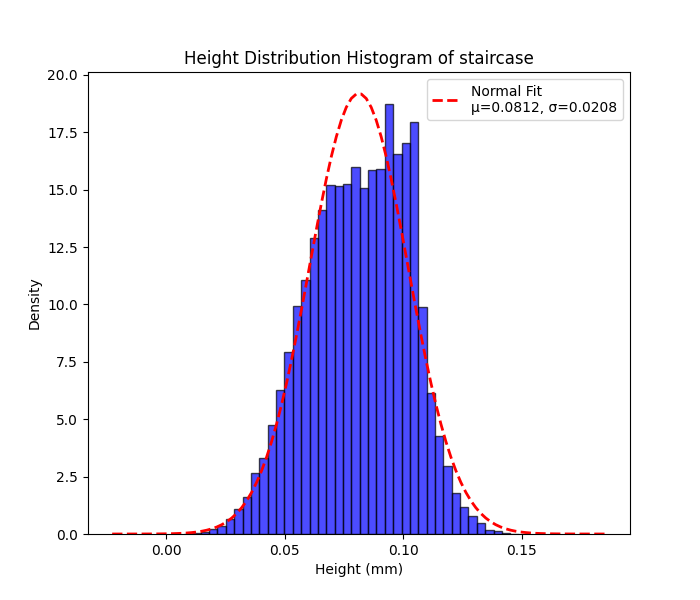 Height Distribution Histogram of staircase
Normal Fit
μ=0.0812, σ=0.0208
20.0
17.5
15.0
12.5
10.0
7.5
5.0
2.5
0.0
Density
0.00 0.05 0.10 0.15
Height (mm)